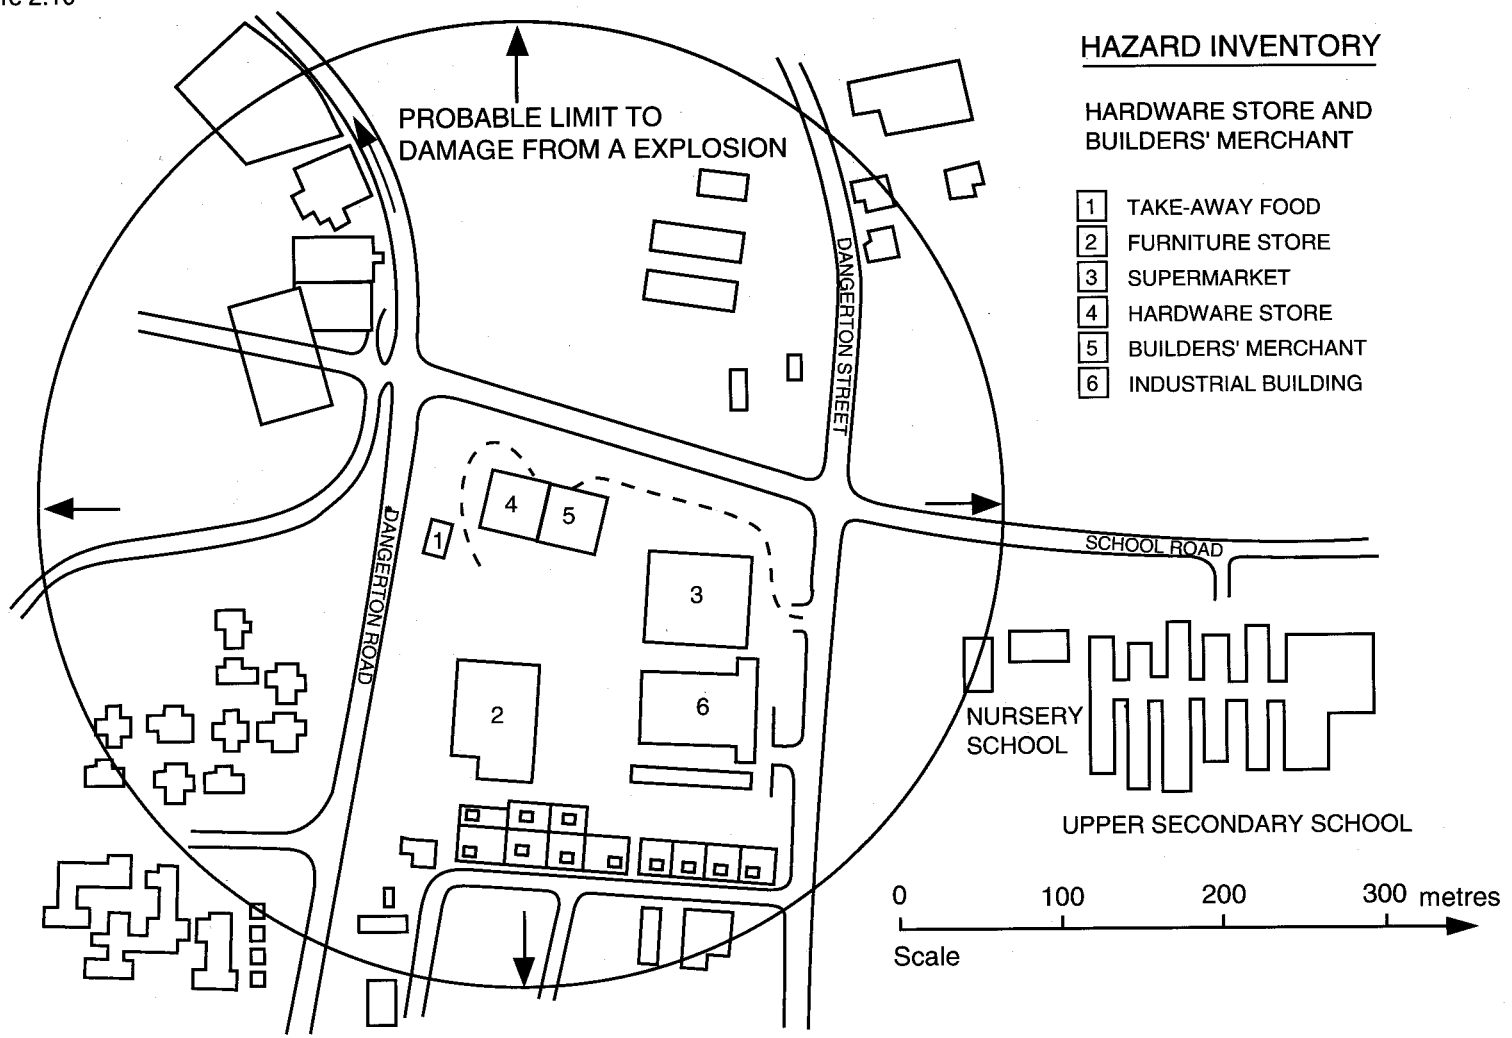 HAZARD INVENTORY
HARDWARE STORE AND
BUILDERS' MERCHANT
1 TAKE-AWAY FOOD
2 FURNITURE STORE
3 SUPERMARKET
4 HARDWARE STORE
5 BUILDERS' MERCHANT
6 INDUSTRIAL BUILDING
PROBABLE LIMIT TO
DAMAGE FROM A EXPLOSION
DANGERTON STREET
4
5
1
DANGERTON ROAD
SCHOOL ROAD
3
2
6
NURSERY
SCHOOL
UPPER SECONDARY SCHOOL
0 100 200 300 metres
Scale